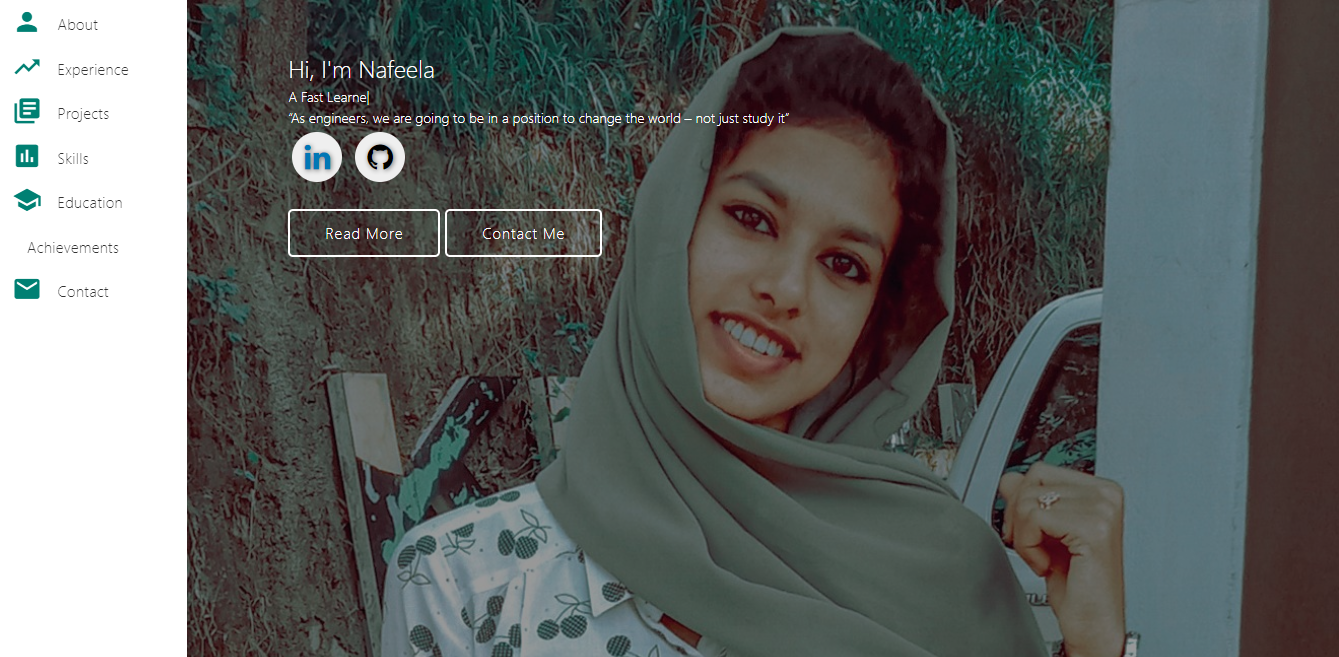 About
Experience
Projects
Skills
Education
Achievements
Contact
Hi, I'm Nafeela
A Fast Learne|
“As engineers, we are going to be in a position to change the world – not just study it”
in
Read More
Contact Me